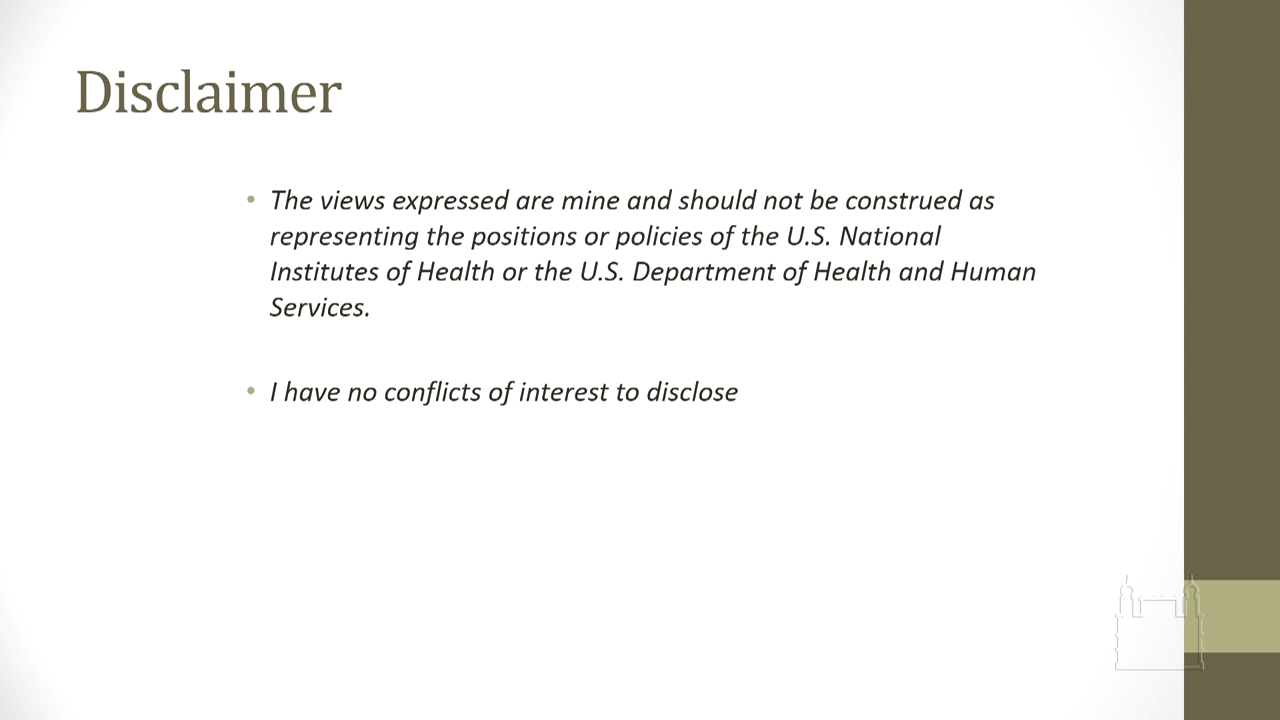 Disclaimer
• The views expressed are mine and should not be construed as
representing the positions or policies of the U.S. National
Institutes of Health or the U.S. Department of Health and Human
Services.
• I have no conflicts of interest to disclose